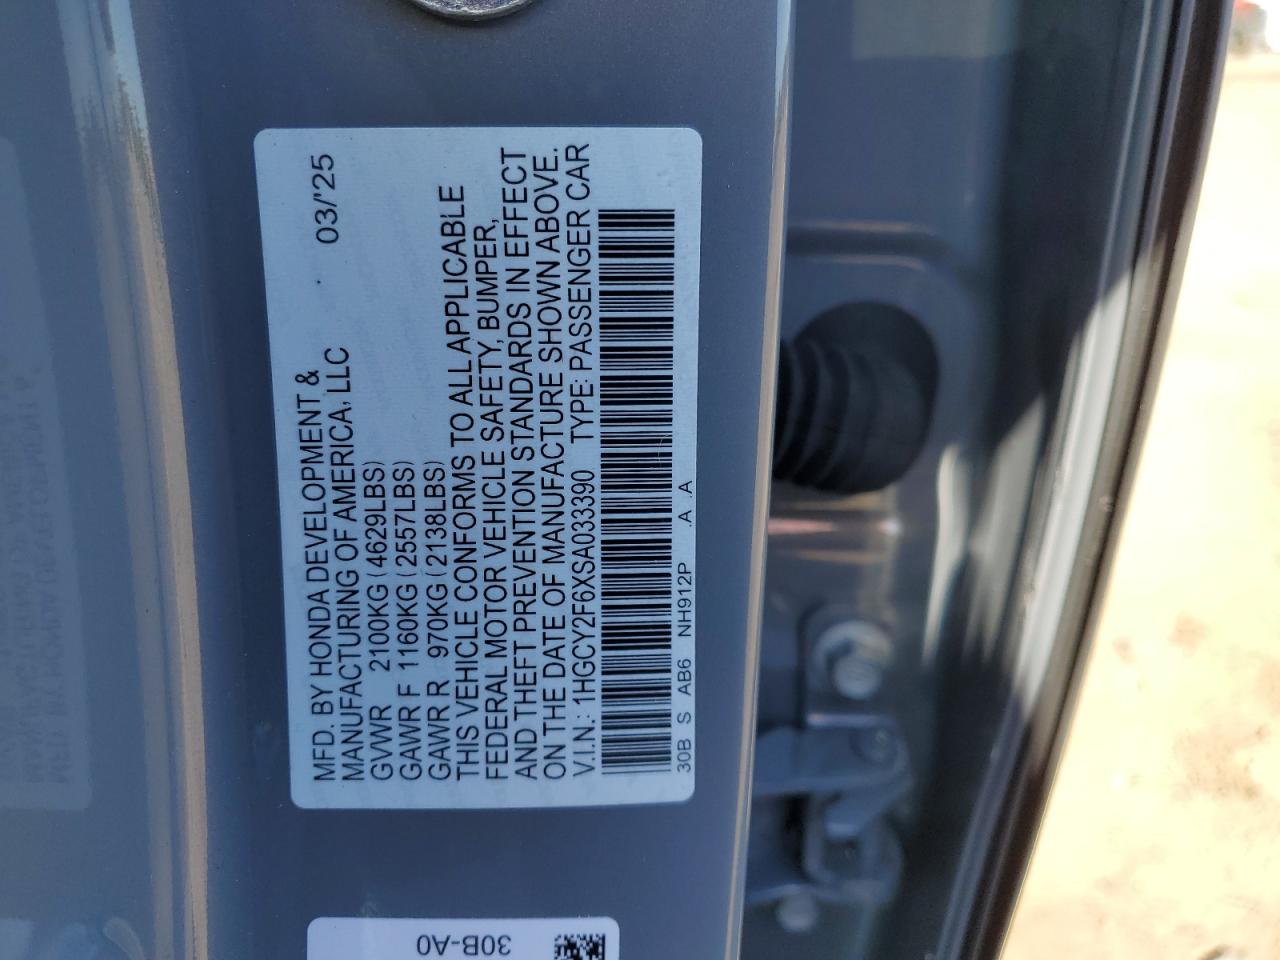 MFD. BY HONDA DEVELOPMENT & 03/'25
MANUFACTURING OF AMERICA, LLC
GVWR 2100KG (4629LBS)
GAWR F 1160KG (2557LBS)
GAWR R 970KG (2138LBS)
THIS VEHICLE CONFORMS TO ALL APPLICABLE
FEDERAL MOTOR VEHICLE SAFETY, BUMPER,
AND THEFT PREVENTION STANDARDS IN EFFECT
ON THE DATE OF MANUFACTURE SHOWN ABOVE.
V.I.N.: 1HGCY2F6XSA033390 TYPE: PASSENGER CAR
30B S AB6 NH912P .A .A
30B-A0